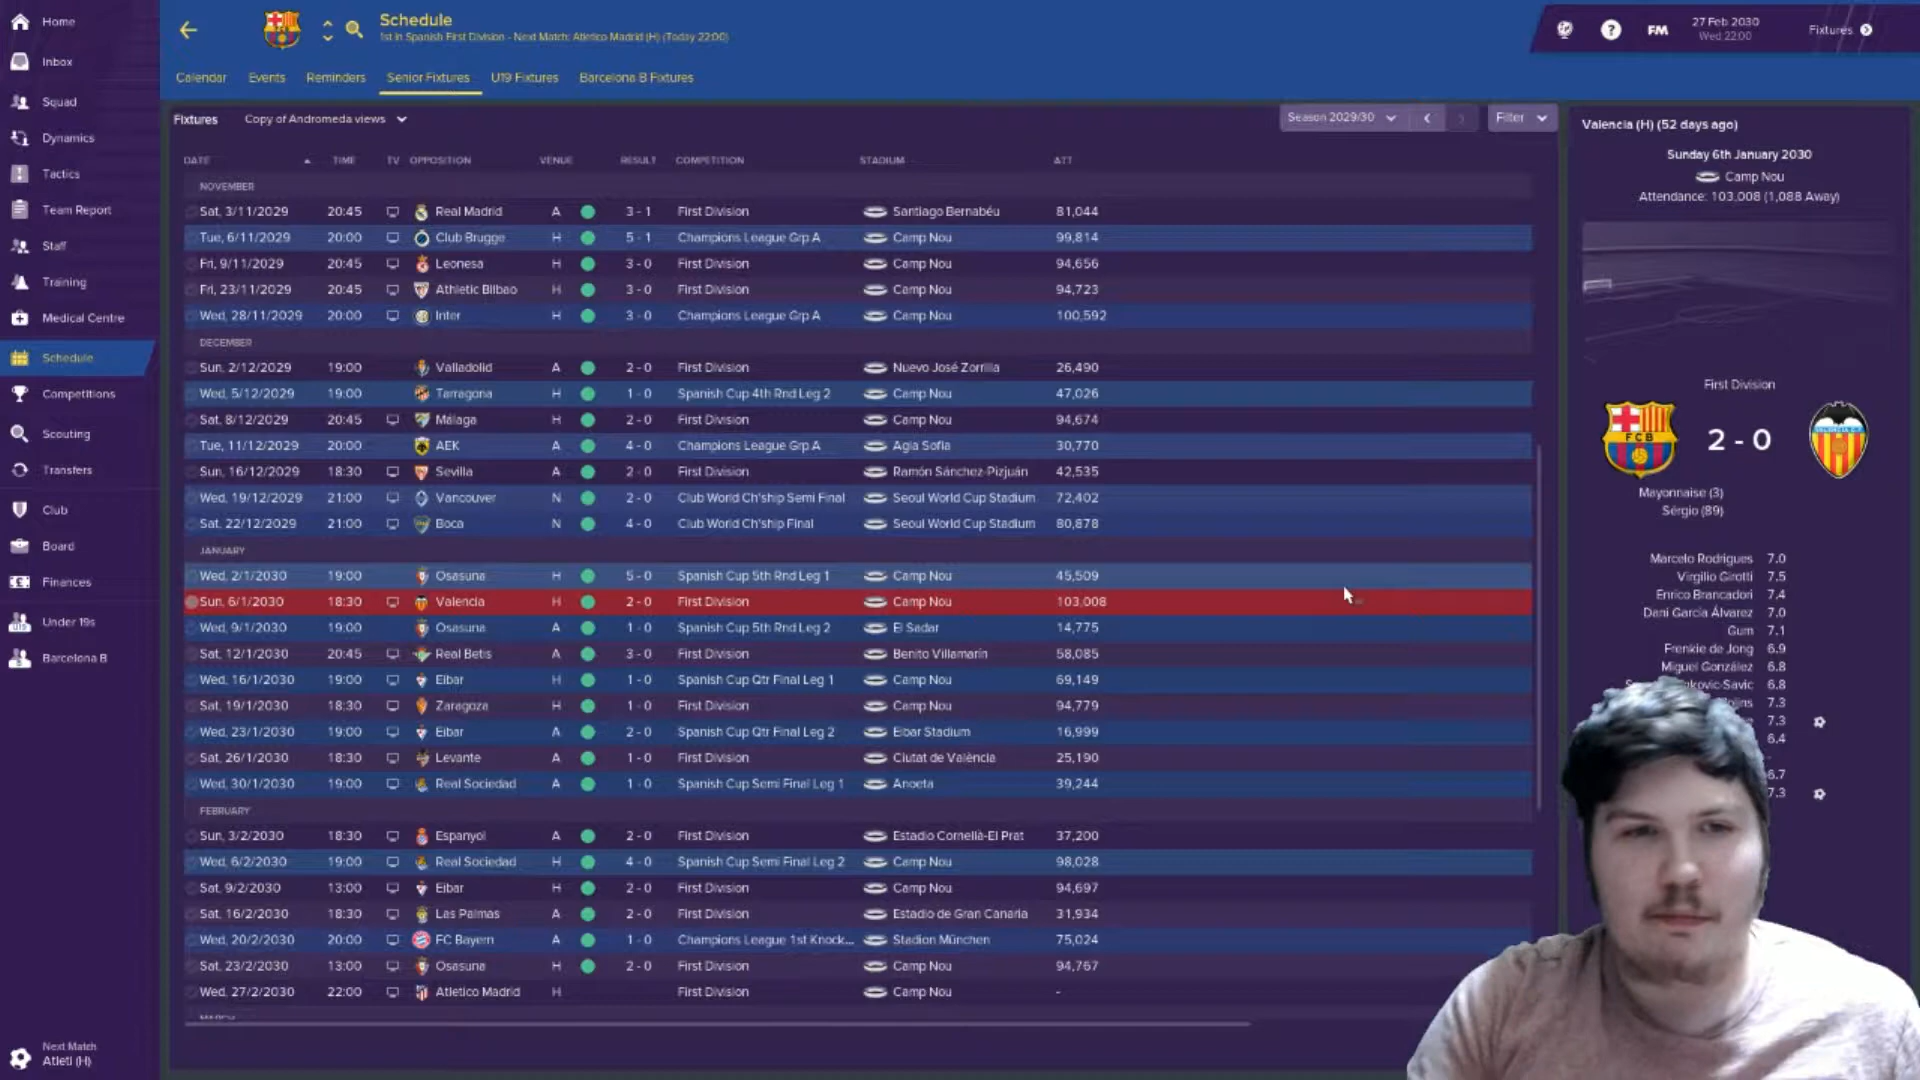 Home
Inbox
Squad
Dynamics
Tactics
Team Report
Staff
Training
Medical Centre
Schedule
Competitions
Scouting
Transfers
Club
Board
Finances
Under 19s
Barcelona B
Next Match
Atleti (H)
Schedule
1st in Spanish First Division - Next Match: Atletico Madrid (H) (Today 22:00)
FM
27 Feb 2030
Wed 22:00
Fixtures
Calendar Events Reminders Senior Fixtures U19 Fixtures Barcelona B Fixtures
Fixtures Copy of Andromeda views Season 2029/30 Filter
DATE TIME TV OPPOSITION VENUE RESULT COMPETITION STADIUM ATT
NOVEMBER
Sat, 3/11/2029 20:45 Real Madrid A 3 - 1 First Division Santiago Bernabéu 81,044
Tue, 6/11/2029 20:00 Club Brugge H 5 - 1 Champions League Grp A Camp Nou 99,814
Fri, 9/11/2029 20:45 Leonesa H 3 - 0 First Division Camp Nou 94,656
Fri, 23/11/2029 20:45 Athletic Bilbao H 3 - 0 First Division Camp Nou 94,723
Wed, 28/11/2029 20:00 Inter H 3 - 0 Champions League Grp A Camp Nou 100,592
DECEMBER
Sun, 2/12/2029 19:00 Valladolid A 2 - 0 First Division Nuevo José Zorrilla 26,490
Wed, 5/12/2029 19:00 Tarragona H 1 - 0 Spanish Cup 4th Rnd Leg 2 Camp Nou 47,026
Sat, 8/12/2029 20:45 Málaga H 2 - 0 First Division Camp Nou 94,674
Tue, 11/12/2029 20:00 AEK A 4 - 0 Champions League Grp A Agia Sofia 30,770
Sun, 16/12/2029 18:30 Sevilla A 2 - 0 First Division Ramón Sánchez-Pizjuán 42,535
Wed, 19/12/2029 21:00 Vancouver N 2 - 0 Club World Ch'ship Semi Final Seoul World Cup Stadium 72,402
Sat, 22/12/2029 21:00 Boca N 4 - 0 Club World Ch'ship Final Seoul World Cup Stadium 80,878
JANUARY
Wed, 2/1/2030 19:00 Osasuna H 5 - 0 Spanish Cup 5th Rnd Leg 1 Camp Nou 45,509
Sun, 6/1/2030 18:30 Valencia H 2 - 0 First Division Camp Nou 103,008
Wed, 9/1/2030 19:00 Osasuna A 1 - 0 Spanish Cup 5th Rnd Leg 2 El Sadar 14,775
Sat, 12/1/2030 20:45 Real Betis A 3 - 0 First Division Benito Villamarín 58,085
Wed, 16/1/2030 19:00 Eibar H 1 - 0 Spanish Cup Qtr Final Leg 1 Camp Nou 69,149
Sat, 19/1/2030 18:30 Zaragoza H 1 - 0 First Division Camp Nou 94,779
Wed, 23/1/2030 19:00 Eibar A 2 - 0 Spanish Cup Qtr Final Leg 2 Eibar Stadium 16,999
Sat, 26/1/2030 18:30 Levante A 1 - 0 First Division Ciutat de València 25,190
Wed, 30/1/2030 19:00 Real Sociedad A 1 - 0 Spanish Cup Semi Final Leg 1 Anoeta 39,244
FEBRUARY
Sun, 3/2/2030 18:30 Espanyol A 2 - 0 First Division Estadio Cornellà-El Prat 37,200
Wed, 6/2/2030 19:00 Real Sociedad H 4 - 0 Spanish Cup Semi Final Leg 2 Camp Nou 98,028
Sat, 9/2/2030 13:00 Eibar H 2 - 0 First Division Camp Nou 94,697
Sat, 16/2/2030 18:30 Las Palmas A 2 - 0 First Division Estadio de Gran Canaria 31,934
Wed, 20/2/2030 20:00 FC Bayern A 1 - 0 Champions League 1st Knock... Stadion München 75,024
Sat, 23/2/2030 13:00 Osasuna H 2 - 0 First Division Camp Nou 94,767
Wed, 27/2/2030 22:00 Atletico Madrid H First Division Camp Nou -
Valencia (H) (52 days ago)
Sunday 6th January 2030
Camp Nou
Attendance: 103,008 (1,088 Away)
First Division
FCB
2 - 0
Mayonnaise (3)
Sérgio (89)
Marcelo Rodrigues 7.0
Virgilio Girotti 7.5
Enrico Brancadori 7.4
Dani García Álvarez 7.0
Gum 7.1
Frenkie de Jong 6.9
Miguel González 6.8
6.8
7.3
7.3
6.4
6.7
7.3